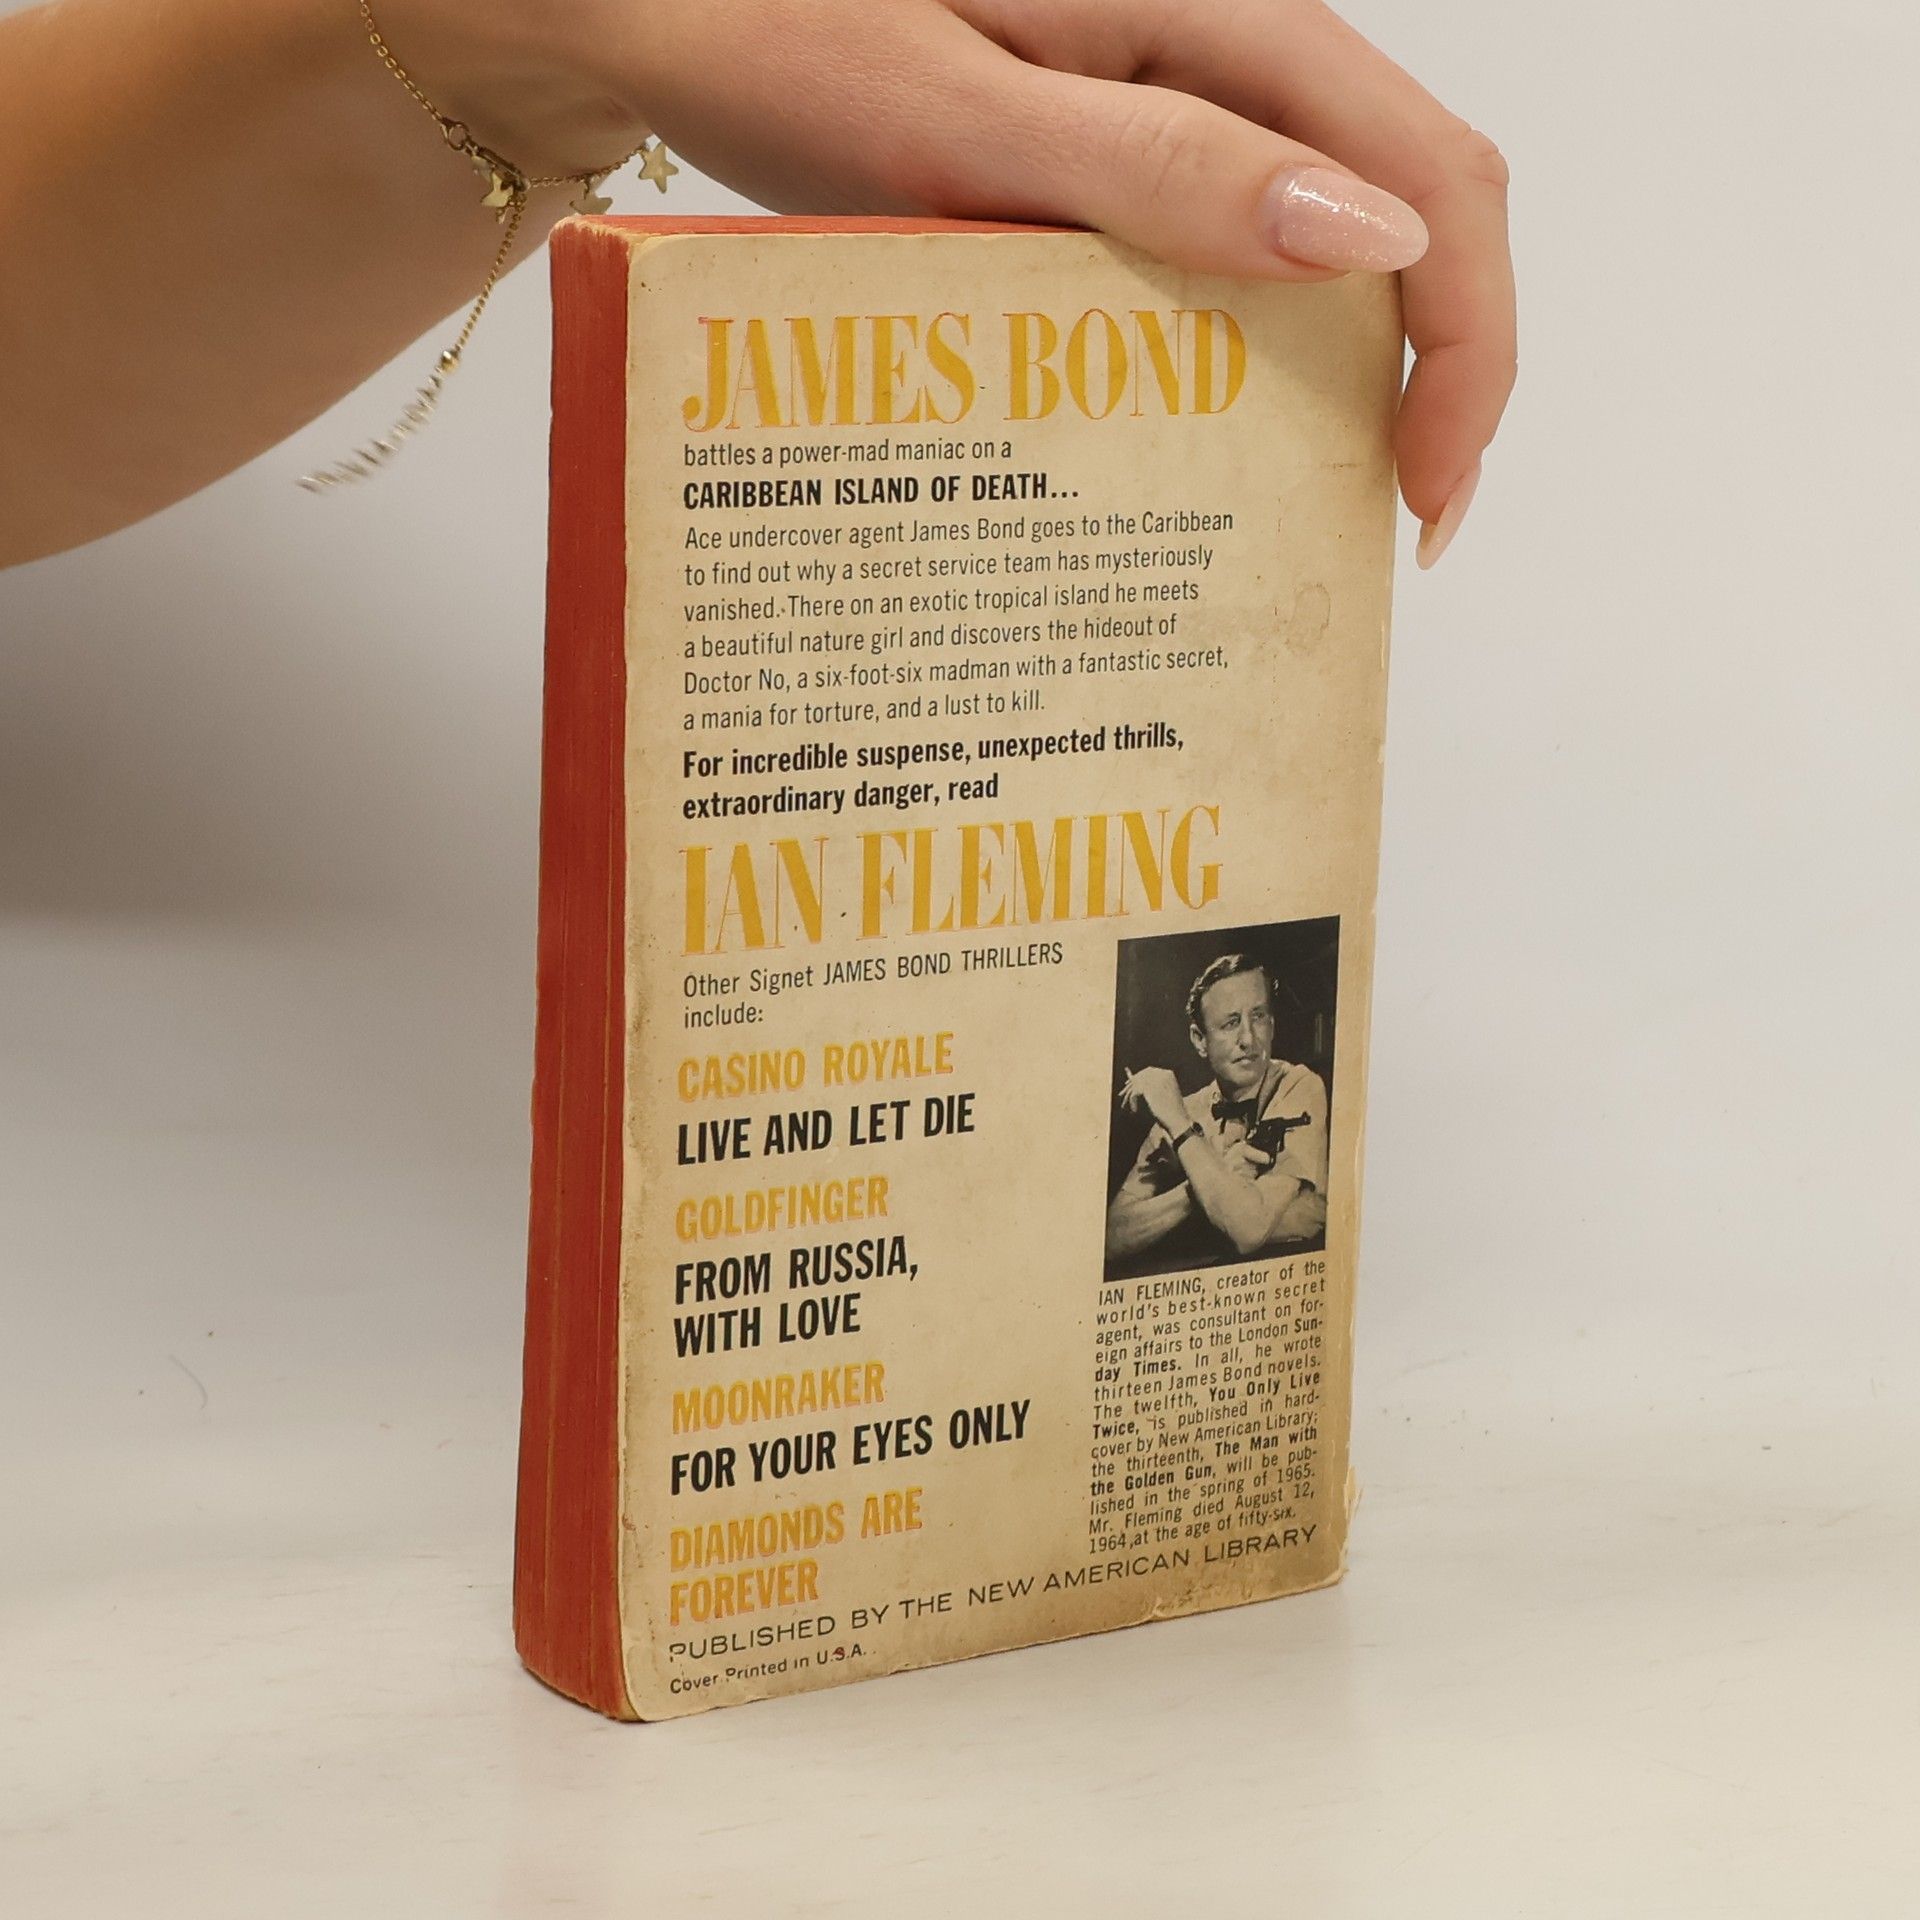 JAMES BOND
battles a power-mad maniac on a
CARIBBEAN ISLAND OF DEATH...
Ace undercover agent James Bond goes to the Caribbean
to find out why a secret service team has mysteriously
vanished. There on an exotic tropical island he meets
a beautiful nature girl and discovers the hideout of
Doctor No, a six-foot-six madman with a fantastic secret,
a mania for torture, and a lust to kill.
For incredible suspense, unexpected thrills,
extraordinary danger, read
IAN FLEMING
Other Signet JAMES BOND THRILLERS
include:
CASINO ROYALE
LIVE AND LET DIE
GOLDFINGER
FROM RUSSIA,
WITH LOVE
MOONRAKER
FOR YOUR EYES ONLY
DIAMONDS ARE
FOREVER
IAN FLEMING, creator of the
world's best-known secret
agent, was consultant on for-
eign affairs to the London Sun-
day Times. In all, he wrote
thirteen James Bond novels.
The twelfth, You Only Live
Twice, is published in hard-
cover by New American Library;
the thirteenth, The Man with
the Golden Gun, will be pub-
lished in the spring of 1965.
Mr. Fleming died August 12,
1964, at the age of fifty-six.
PUBLISHED BY THE NEW AMERICAN LIBRARY
Cover Printed in U.S.A.